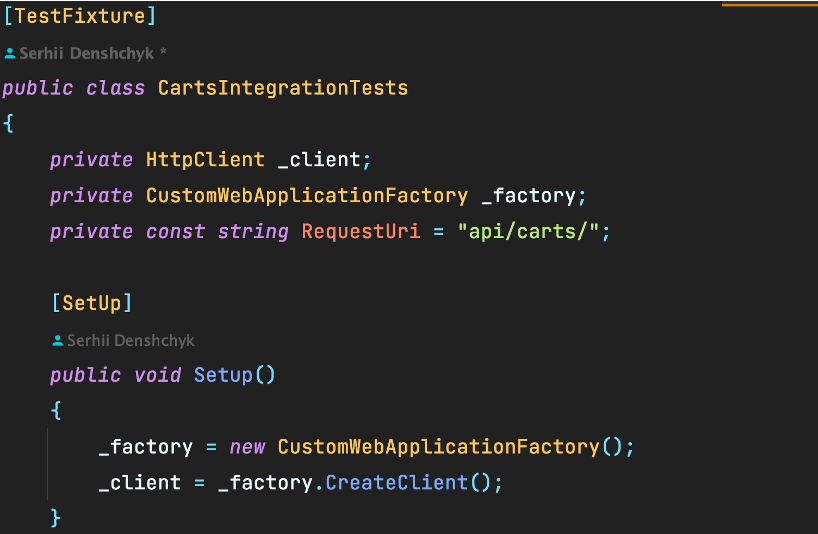 [TestFixture]
Serhii Denshchyk *
public class CartsIntegrationTests
{
    private HttpClient _client;
    private CustomWebApplicationFactory _factory;
    private const string RequestUri = "api/carts/";
    [SetUp]
    Serhii Denshchyk
    public void Setup()
    {
        _factory = new CustomWebApplicationFactory();
        _client = _factory.CreateClient();
    }